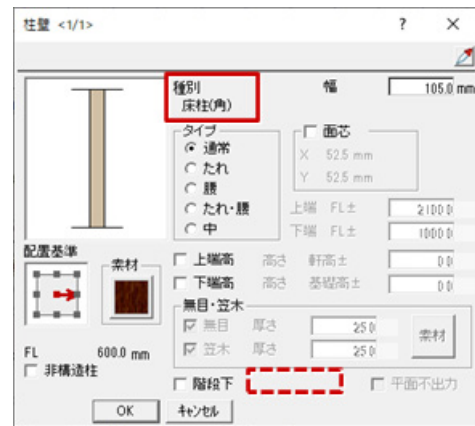 柱壁 <1/1>
? ×
種別
床柱(角)
幅 105.0 mm
タイプ
通常
たれ
腰
たれ・腰
中
面芯
X 52.5 mm
Y 52.5 mm
上端 FL± 2100.0
下端 FL± 1000.0
配置基準
素材
上端高 高さ 軒高± 0.0
下端高 高さ 基礎高± 0.0
無目・笠木
無目 厚さ 25.0
笠木 厚さ 25.0
素材
FL 600.0 mm
非構造柱
階段下
平面不出力
OK キャンセル